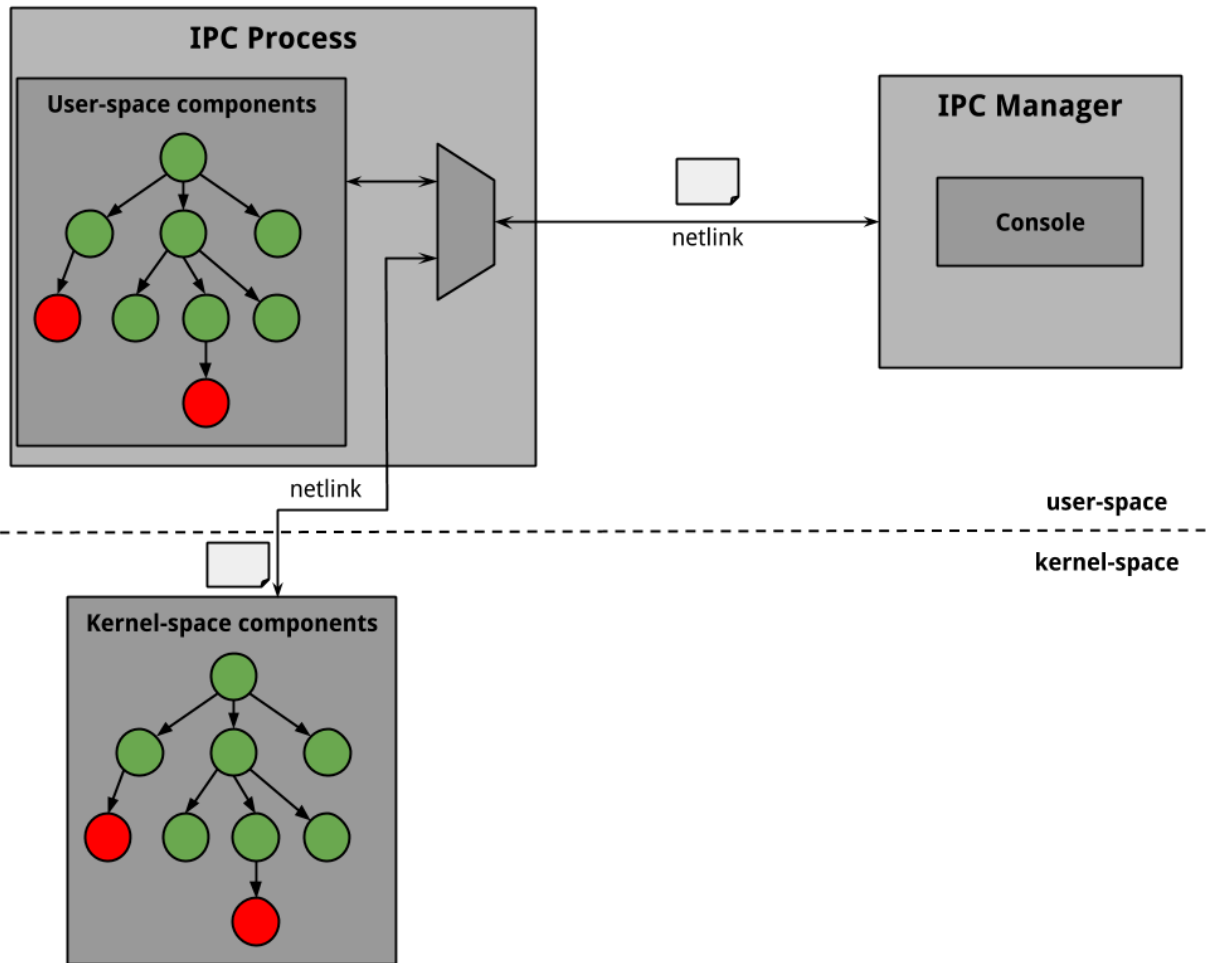 IPC Process
User-space components
IPC Manager
Console
netlink
netlink
user-space
kernel-space
Kernel-space components